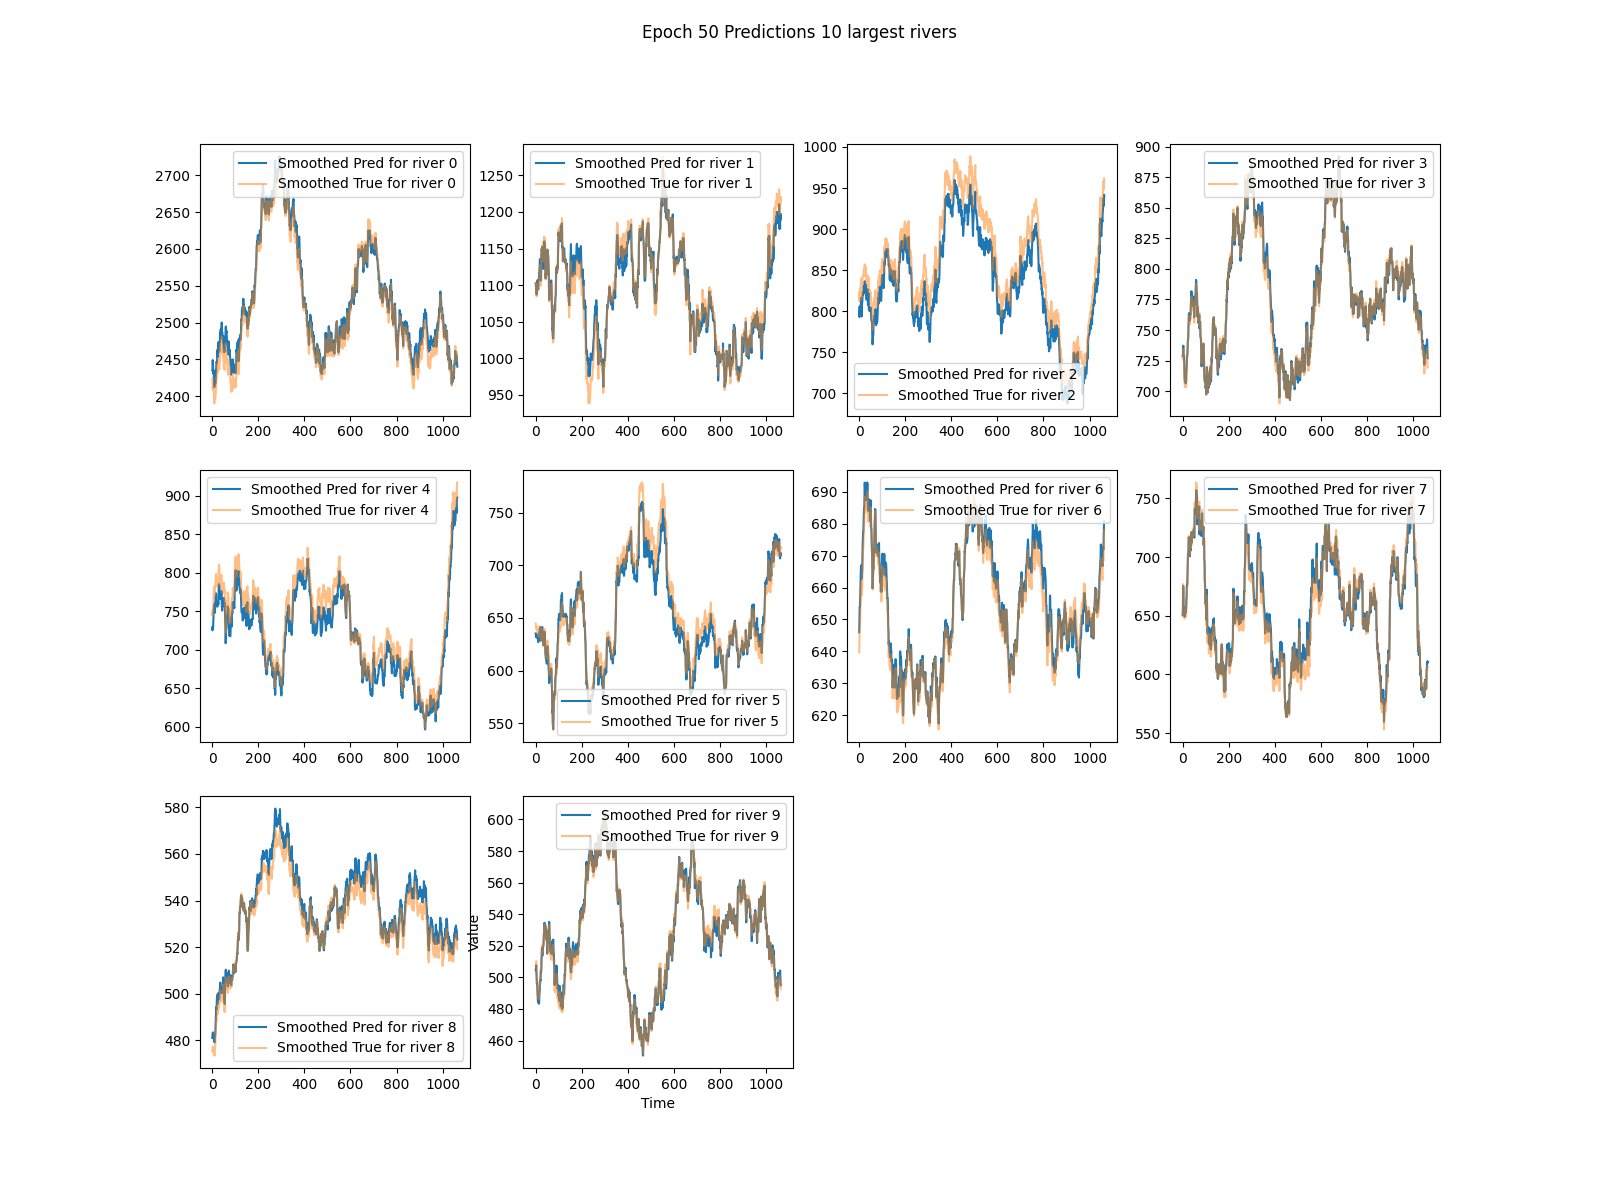 Epoch 50 Predictions 10 largest rivers
Smoothed Pred for river 0
Smoothed True for river 0
2700
2650
2600
2550
2500
2450
2400
0 200 400 600 800 1000
Smoothed Pred for river 1
Smoothed True for river 1
1250
1200
1150
1100
1050
1000
950
0 200 400 600 800 1000
1000
950
900
850
800
750
700
Smoothed Pred for river 2
Smoothed True for river 2
0 200 400 600 800 1000
Smoothed Pred for river 3
Smoothed True for river 3
900
875
850
825
800
775
750
725
700
0 200 400 600 800 1000
Smoothed Pred for river 4
Smoothed True for river 4
900
850
800
750
700
650
600
0 200 400 600 800 1000
750
700
650
600
550
Smoothed Pred for river 5
Smoothed True for river 5
0 200 400 600 800 1000
Smoothed Pred for river 6
Smoothed True for river 6
690
680
670
660
650
640
630
620
0 200 400 600 800 1000
Smoothed Pred for river 7
Smoothed True for river 7
750
700
650
600
550
0 200 400 600 800 1000
580
560
540
520
500
480
Smoothed Pred for river 8
Smoothed True for river 8
0 200 400 600 800 1000
Smoothed Pred for river 9
Smoothed True for river 9
Value
600
580
560
540
520
500
480
460
0 200 400 600 800 1000
Time